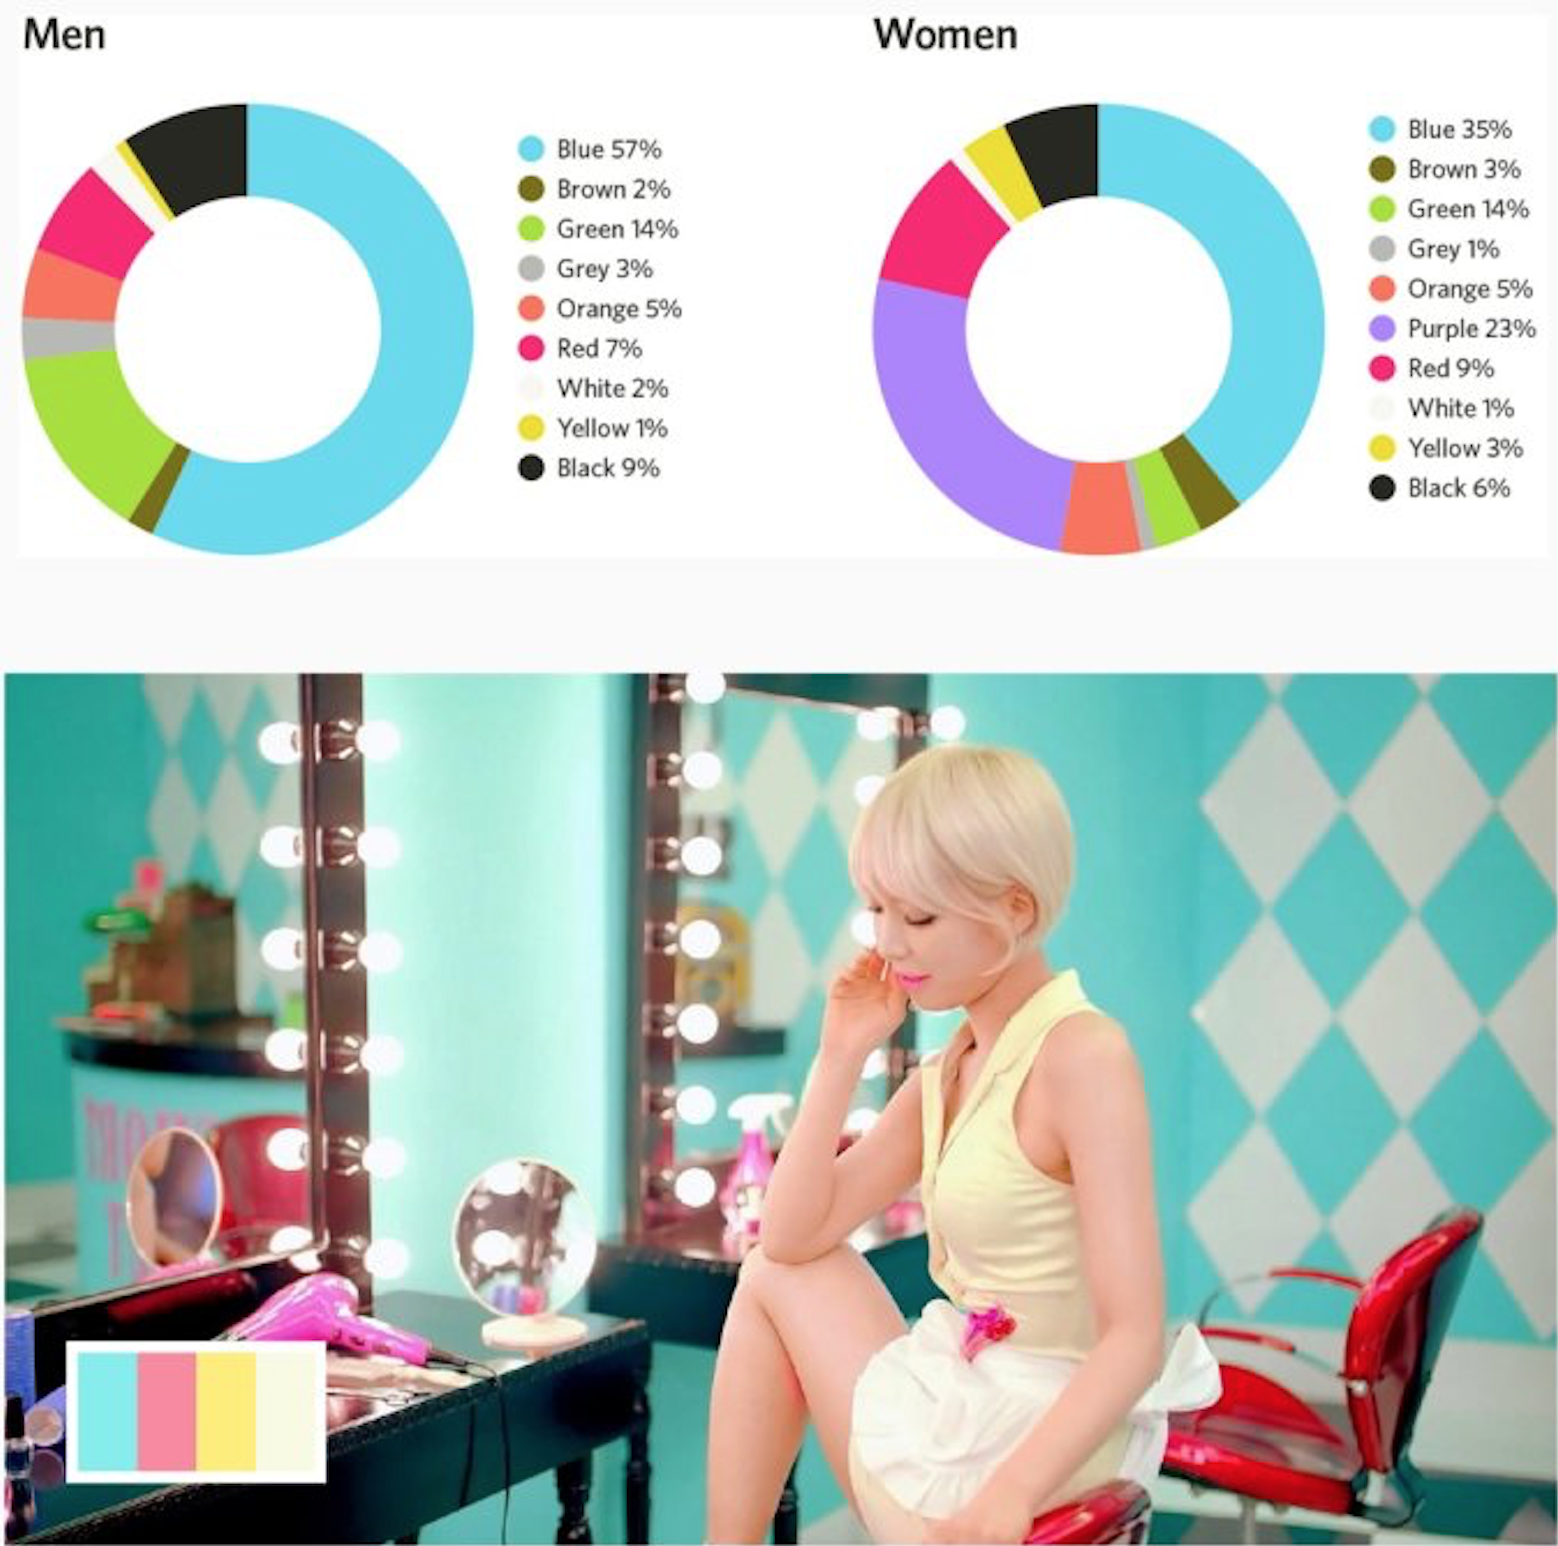 Men
Blue 57%
Brown 2%
Green 14%
Grey 3%
Orange 5%
Red 7%
White 2%
Yellow 1%
Black 9%
Women
Blue 35%
Brown 3%
Green 14%
Grey 1%
Orange 5%
Purple 23%
Red 9%
White 1%
Yellow 3%
Black 6%